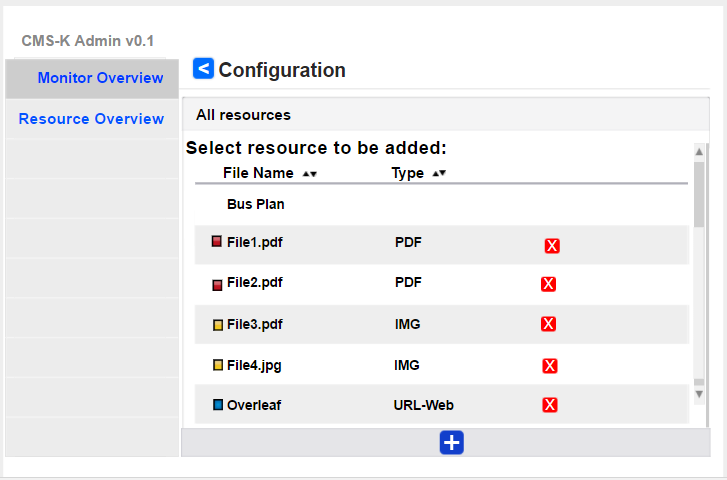 CMS-K Admin v0.1
Monitor Overview
Resource Overview
< Configuration
All resources
Select resource to be added:
File Name Type
Bus Plan
File1.pdf PDF X
File2.pdf PDF X
File3.pdf IMG X
File4.jpg IMG X
Overleaf URL-Web X
+